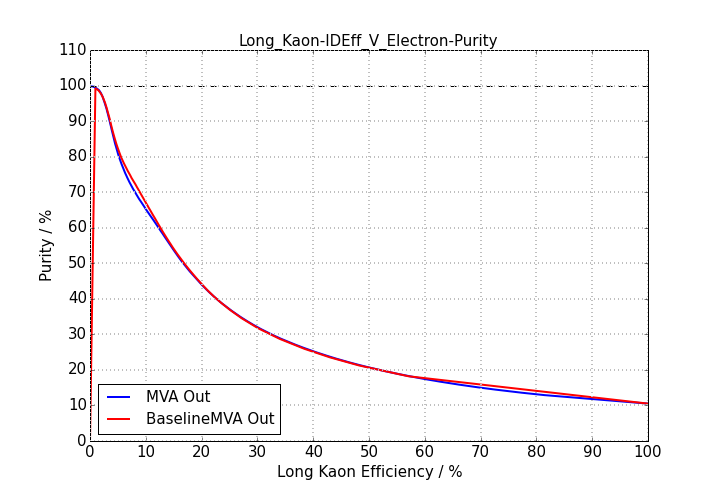 Long_Kaon-IDEff_V_Electron-Purity
110
100
90
80
70
60
50
40
30
20
10
0
Purity / %
MVA Out
BaselineMVA Out
0 10 20 30 40 50 60 70 80 90 100
Long Kaon Efficiency / %